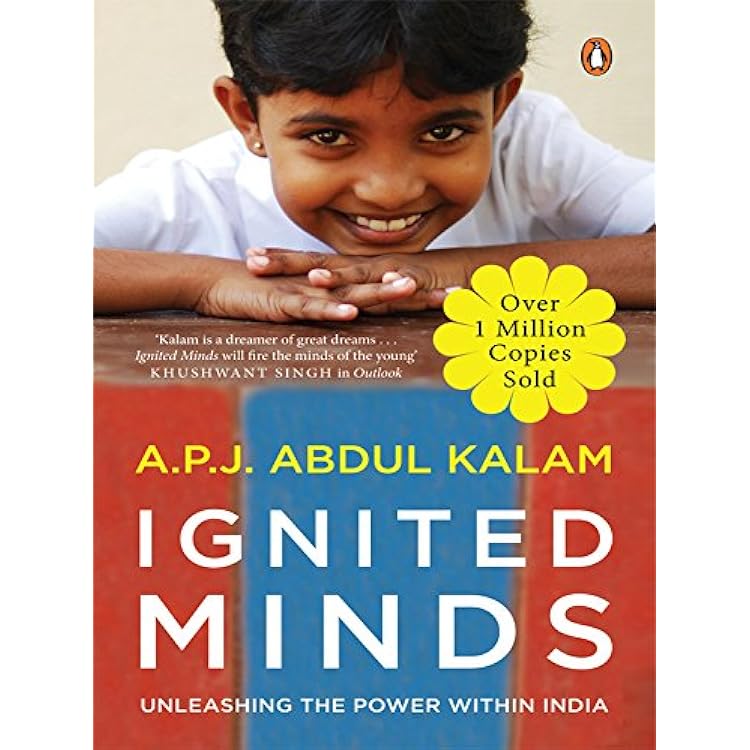 'Kalam is a dreamer of great dreams . . .
Ignited Minds will fire the minds of the young'
KHUSHWANT SINGH in Outlook
Over
1 Million
Copies
Sold
A.P.J. ABDUL KALAM
IGNITED
MINDS
UNLEASHING THE POWER WITHIN INDIA